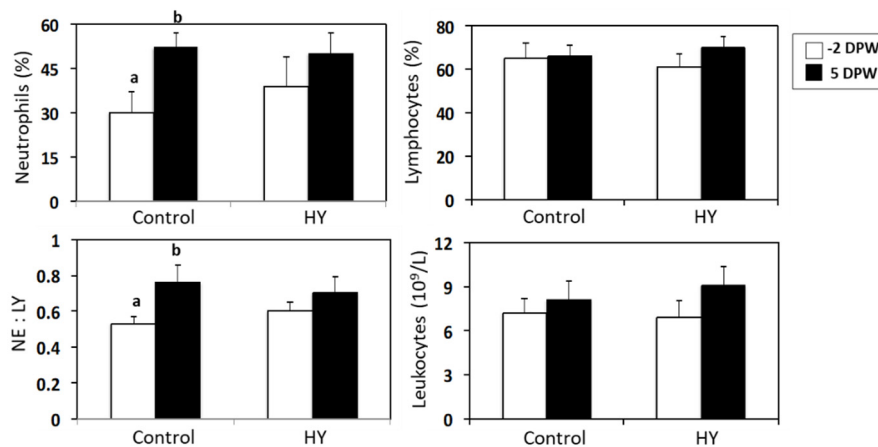 Neutrophils (%)
60
45
30
15
0
a
b
Control
HY
Lymphocytes (%)
80
60
40
20
0
Control
HY
-2 DPW
5 DPW
NE : LY
1
0.8
0.6
0.4
0.2
0
a
b
Control
HY
Leukocytes (10⁹/L)
12
9
6
3
0
Control
HY